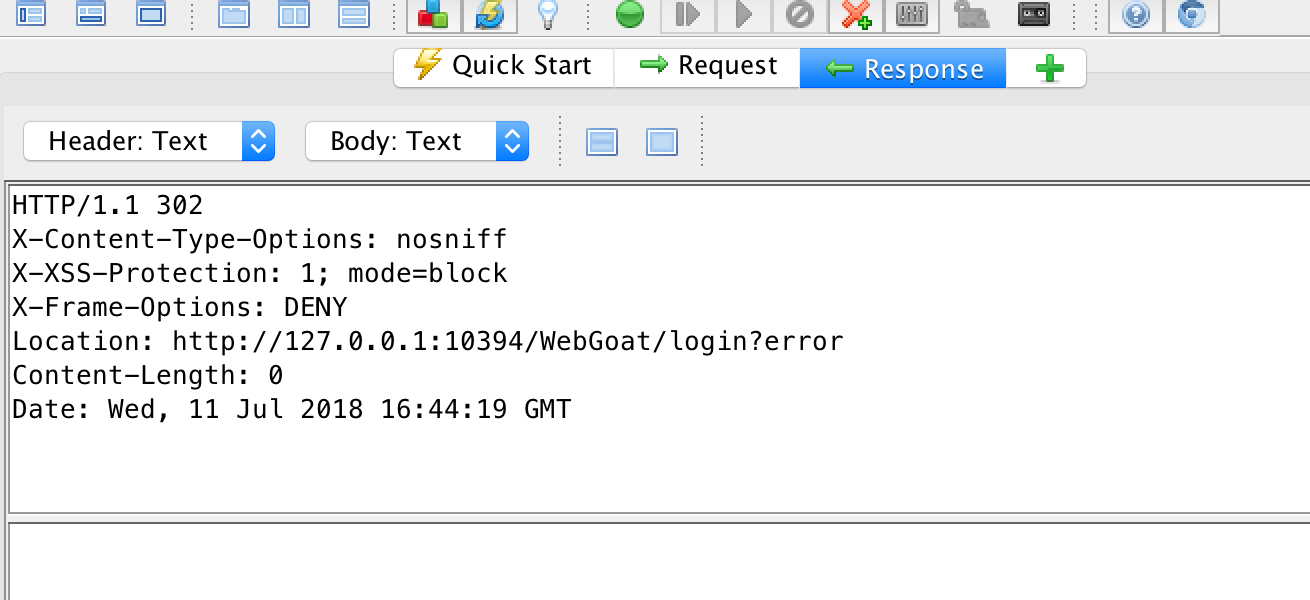 Quick Start
Request
Response
Header: Text
Body: Text
HTTP/1.1 302
X-Content-Type-Options: nosniff
X-XSS-Protection: 1; mode=block
X-Frame-Options: DENY
Location: http://127.0.0.1:10394/WebGoat/login?error
Content-Length: 0
Date: Wed, 11 Jul 2018 16:44:19 GMT